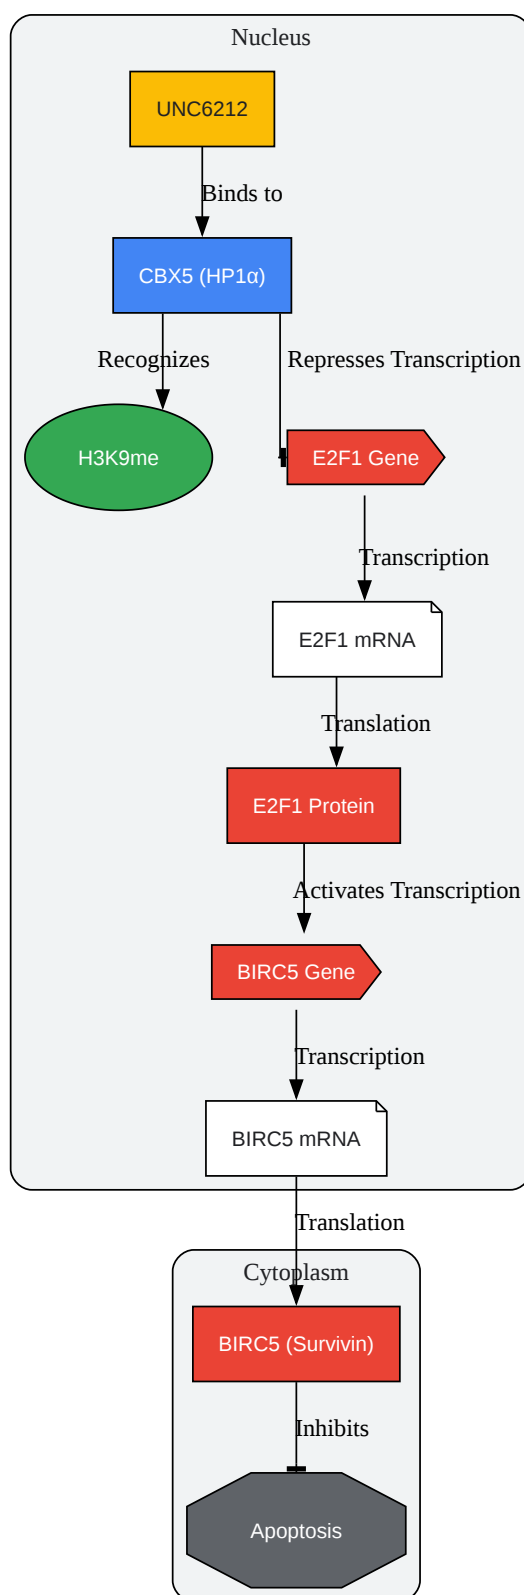 Nucleus
UNC6212
Binds to
CBX5 (HP1α)
Recognizes
Represses Transcription
H3K9me
E2F1 Gene
Transcription
E2F1 mRNA
Translation
E2F1 Protein
Activates Transcription
BIRC5 Gene
Transcription
BIRC5 mRNA
Translation
Cytoplasm
BIRC5 (Survivin)
Inhibits
Apoptosis